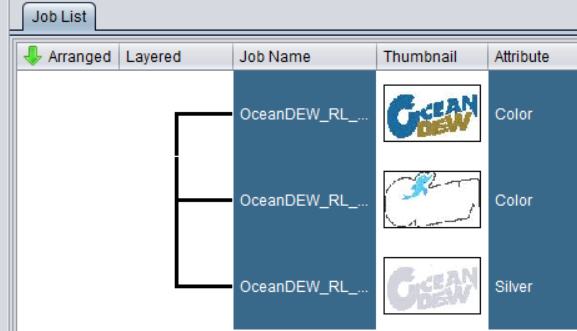 Job List
Arranged Layered Job Name Thumbnail Attribute
OceanDEW_RL_... OCEAN DEW Color
OceanDEW_RL_... Color
OceanDEW_RL_... OCEAN DEW Silver